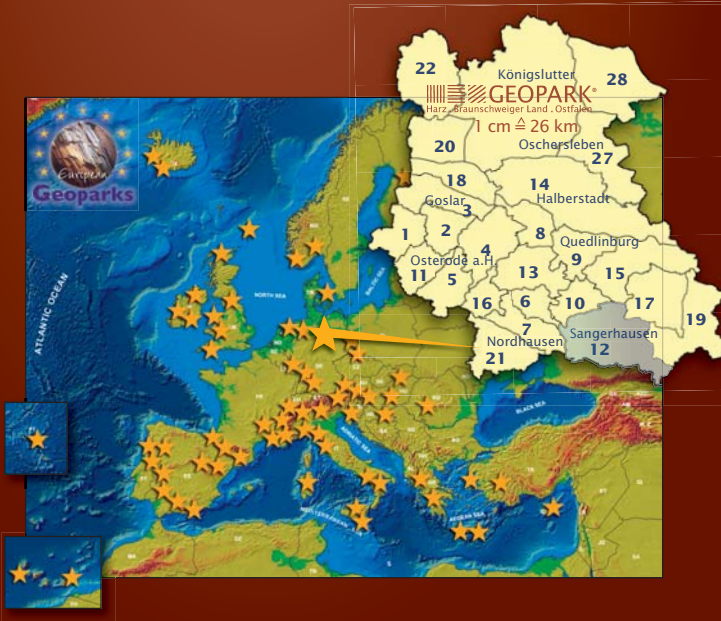 22
Königslutter
28
GEOPARK®
Harz . Braunschweiger Land . Ostfalen
1 cm ≙ 26 km
20
Oschersleben
27
18
14
Goslar
3
Halberstadt
1
2
8
4
Quedlinburg
Osterode a.H.
9
11
5
13
15
16
6
10
17
7
Sangerhausen
19
Nordhausen
12
21
European
Geoparks
ATLANTIC OCEAN
NORTH SEA
BALTIC SEA
BLACK SEA
ADRIATIC SEA
MEDITERRANEAN SEA
AEGEAN SEA